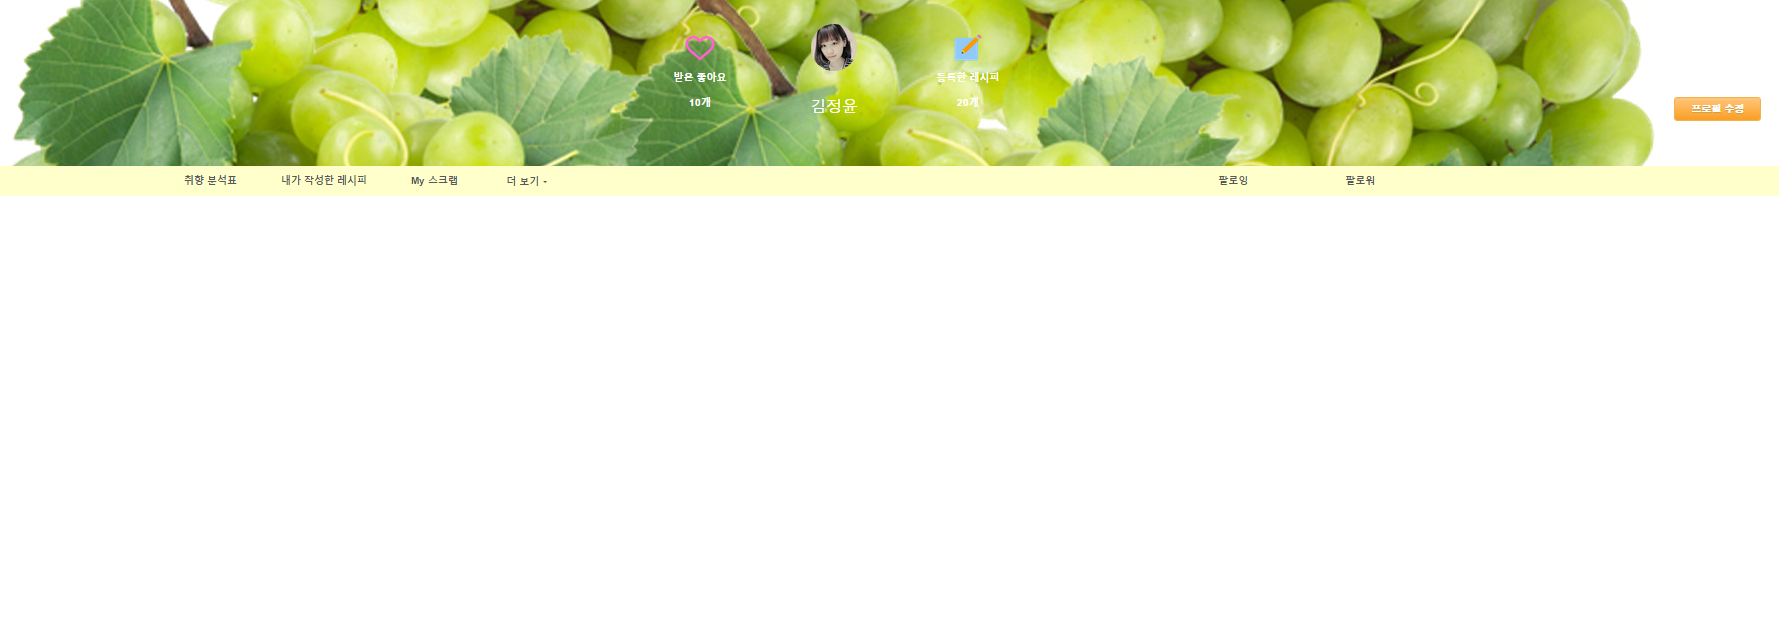 받은 좋아요
등록한 레시피
10개
김정윤
20개
프로필 수정
취향 분석표
내가 작성한 레시피
My 스크랩
더 보기
팔로잉
팔로워